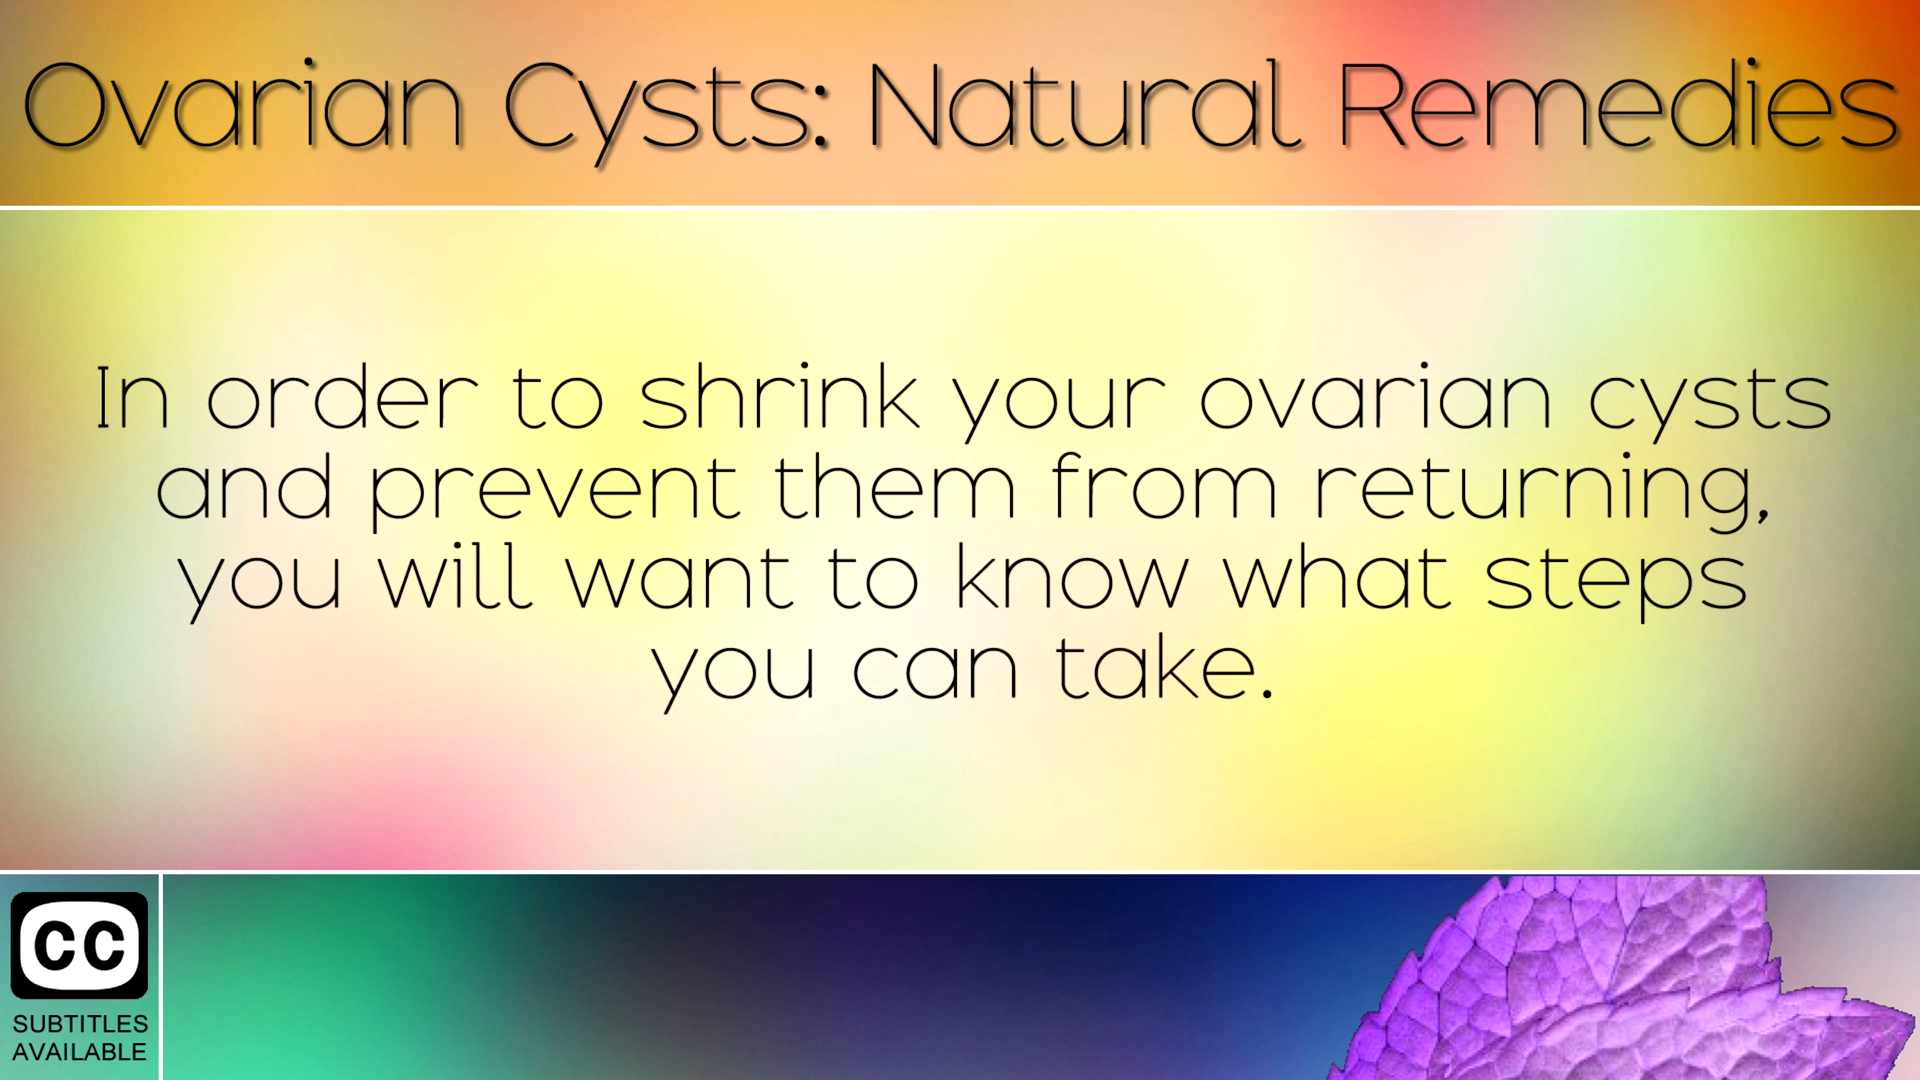 Ovarian Cysts: Natural Remedies
In order to shrink your ovarian cysts
and prevent them from returning,
you will want to know what steps
you can take.
CC
SUBTITLES
AVAILABLE